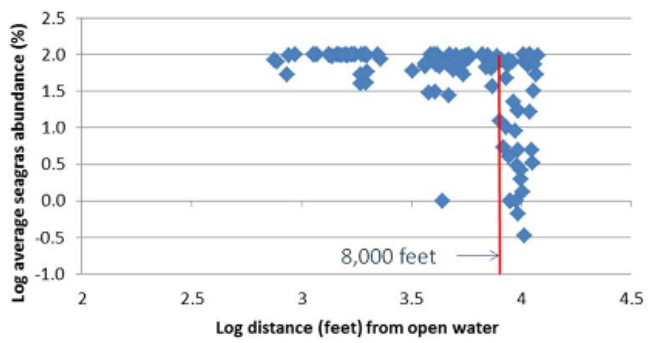 2.5
2.0
1.5
1.0
0.5
0.0
-0.5
-1.0
Log average seagras abundance (%)
8,000 feet
2 2.5 3 3.5 4 4.5
Log distance (feet) from open water